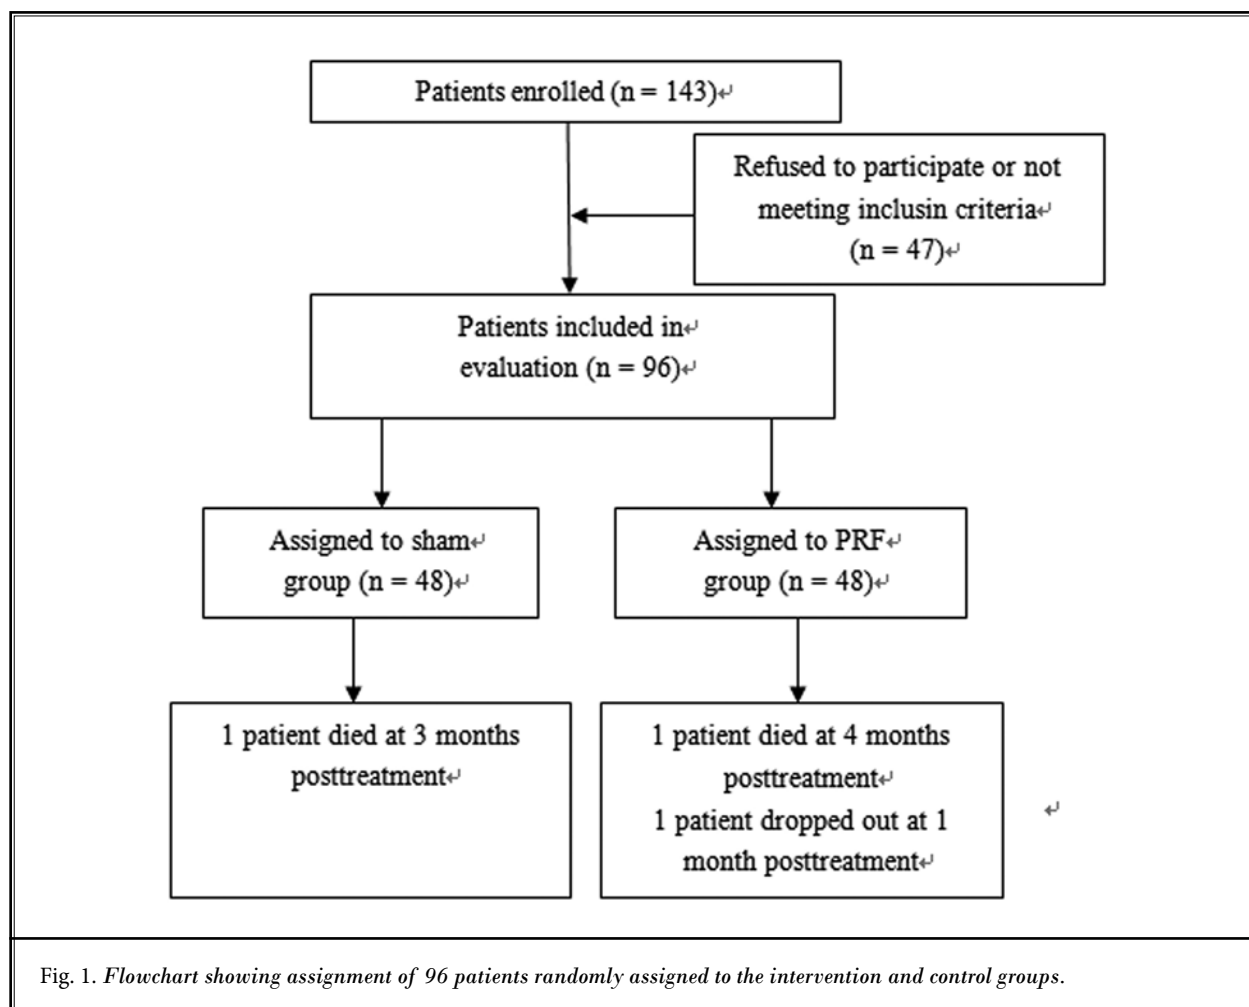 Patients enrolled (n = 143)↵
Refused to participate or not
meeting inclusin criteria↵
(n = 47)↵
Patients included in↵
evaluation (n = 96)↵
Assigned to sham↵
group (n = 48)↵
Assigned to PRF↵
group (n = 48)↵
1 patient died at 3 months
posttreatment↵
1 patient died at 4 months
posttreatment↵
1 patient dropped out at 1
month posttreatment↵
↵
Fig. 1. Flowchart showing assignment of 96 patients randomly assigned to the intervention and control groups.